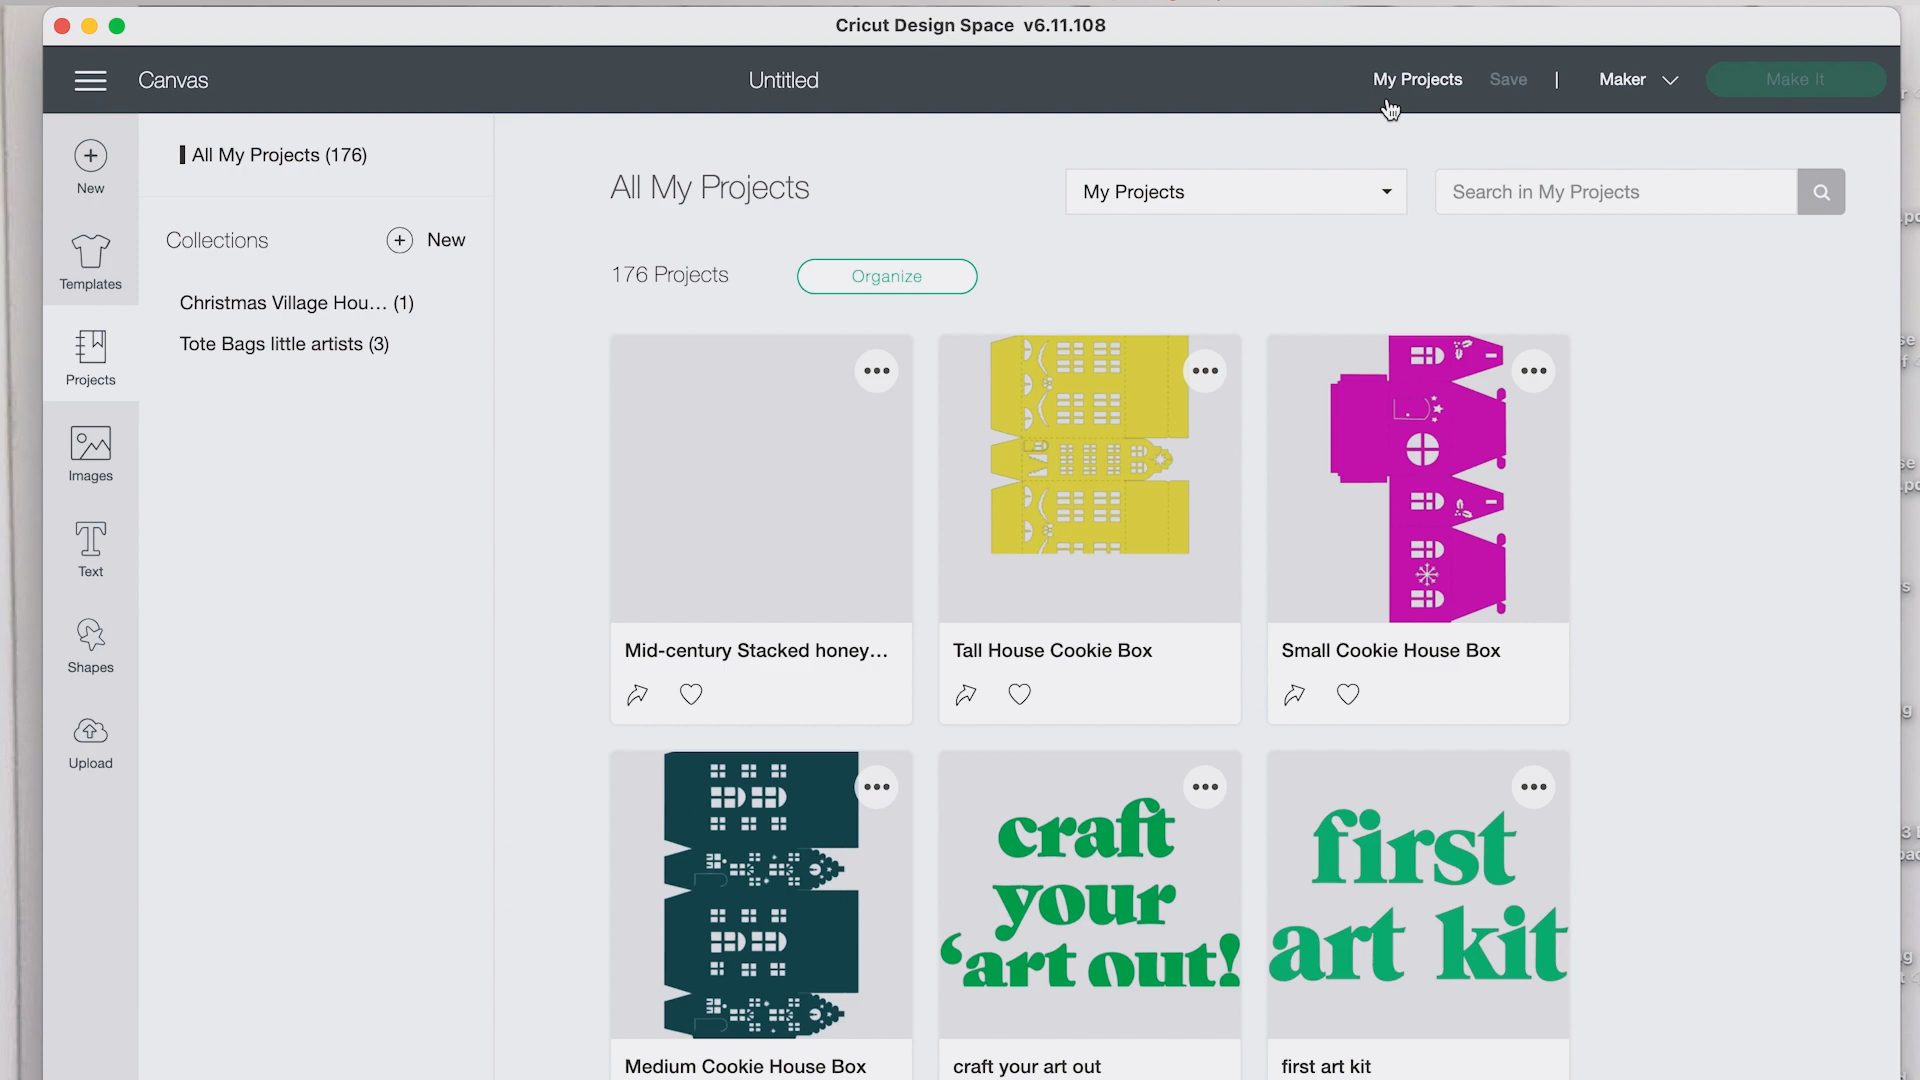 Cricut Design Space v6.11.108
Canvas
Untitled
My Projects
Save
Maker
Make It
New
Templates
Projects
Images
Text
Shapes
Upload
All My Projects (176)
Collections
New
Christmas Village Hou... (1)
Tote Bags little artists (3)
All My Projects
My Projects
Search in My Projects
176 Projects
Organize
Mid-century Stacked honey...
Tall House Cookie Box
Small Cookie House Box
craft
your
‘art out!
first
art kit
Medium Cookie House Box
craft your art out
first art kit